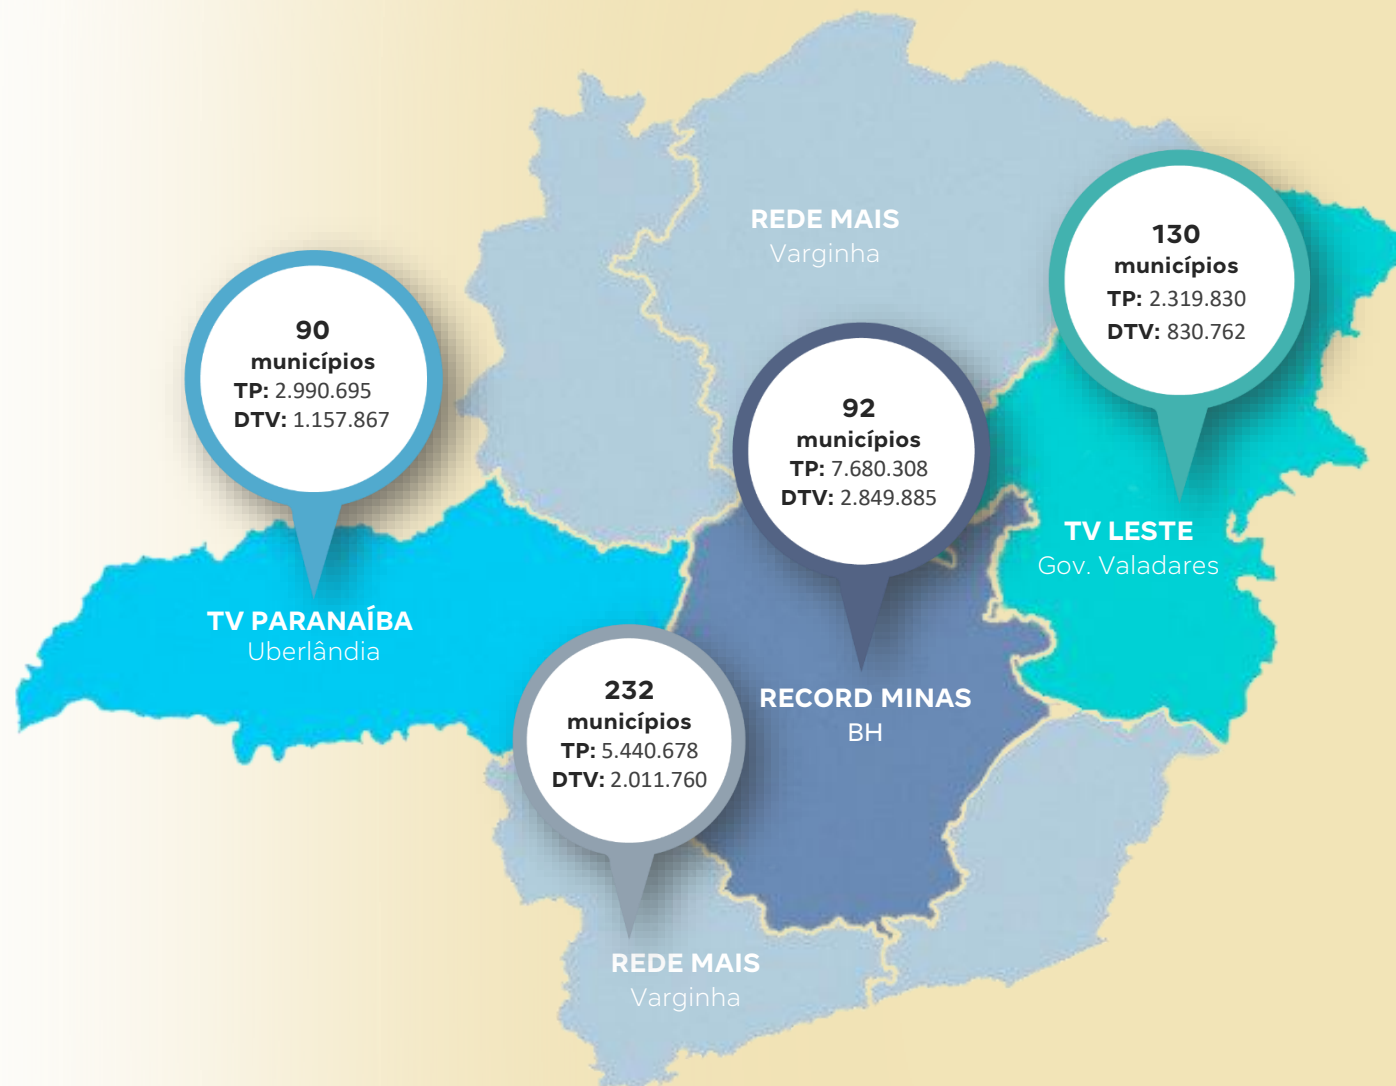 REDE MAIS
Varginha
130
municípios
TP: 2.319.830
DTV: 830.762
90
municípios
TP: 2.990.695
DTV: 1.157.867
92
municípios
TP: 7.680.308
DTV: 2.849.885
TV LESTE
Gov. Valadares
TV PARANAÍBA
Uberlândia
232
municípios
TP: 5.440.678
DTV: 2.011.760
RECORD MINAS
BH
REDE MAIS
Varginha